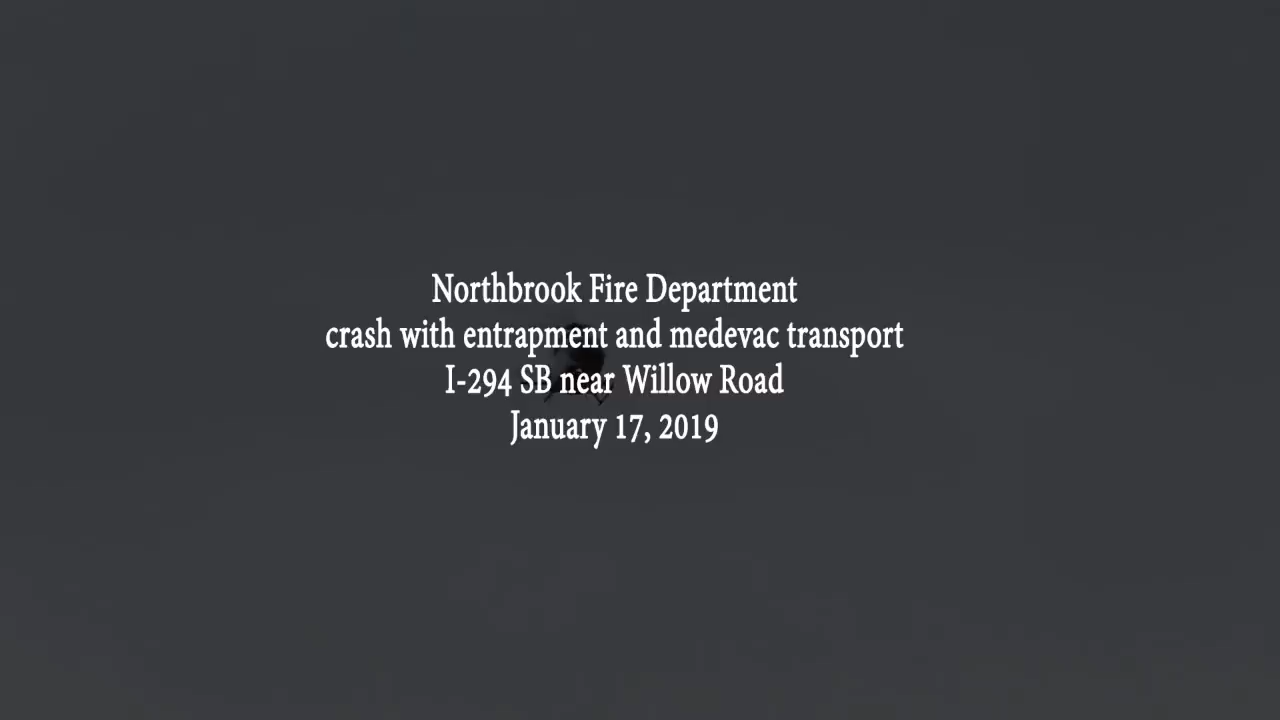 Northbrook Fire Department
crash with entrapment and medevac transport
I-294 SB near Willow Road
January 17, 2019